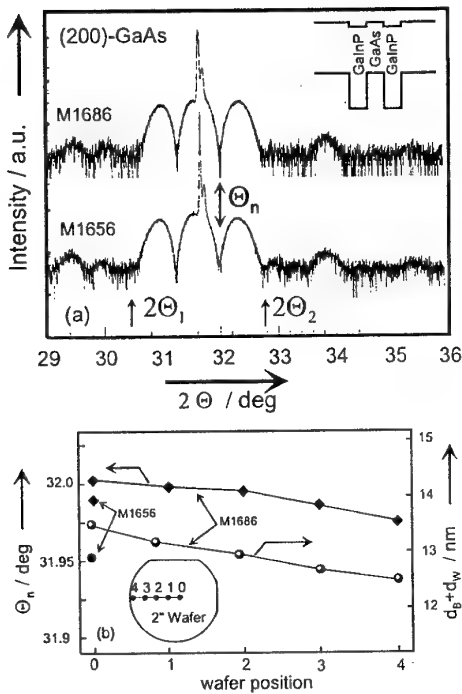 (200)-GaAs
GaInP
GaAs
GaInP
M1686
M1656
Θn
(a)
2Θ1
2Θ2
Intensity / a.u.
29 30 31 32 33 34 35 36
2 Θ / deg
15
14
13
12
32.0
31.95
31.9
M1656
M1686
4 3 2 1 0
2" Wafer
(b)
Θn / deg
dB+dW / nm
0 1 2 3 4
wafer position